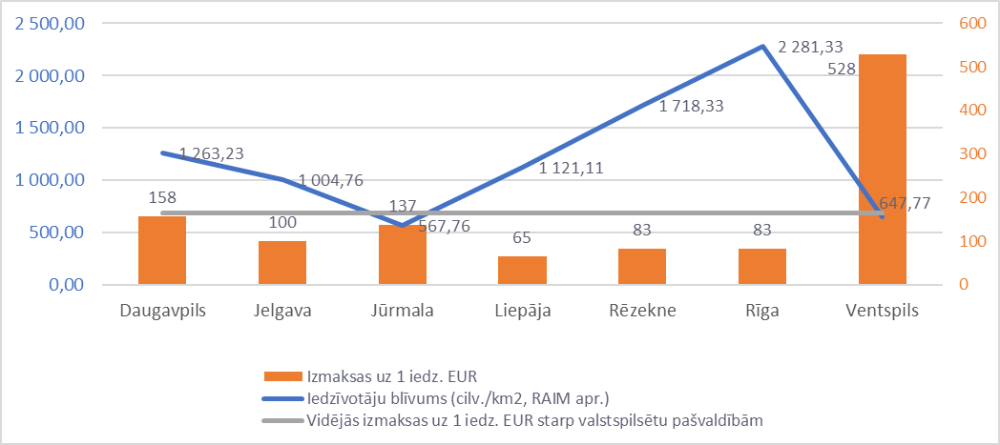 2 500,00
2 000,00
1 500,00
1 000,00
500,00
0,00
600
500
400
300
200
100
0
1 263,23
1 004,76
567,76
1 121,11
1 718,33
2 281,33
647,77
158
100
137
65
83
83
528
Daugavpils
Jelgava
Jūrmala
Liepāja
Rēzekne
Rīga
Ventspils
Izmaksas uz 1 iedz. EUR
Iedzīvotāju blīvums (cilv./km2, RAIM apr.)
Vidējās izmaksas uz 1 iedz. EUR starp valstspilsētu pašvaldībām